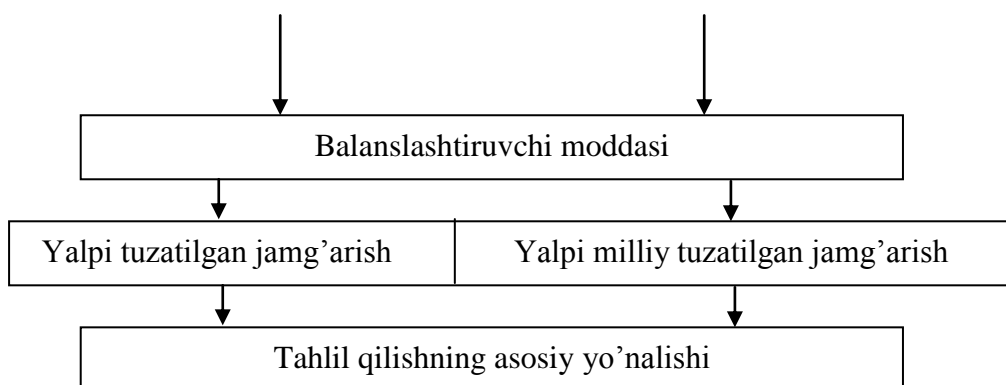 Balanslashtiruvchi moddasi
Yalpi tuzatilgan jamg’arish
Yalpi milliy tuzatilgan jamg’arish
Tahlil qilishning asosiy yo’nalishi